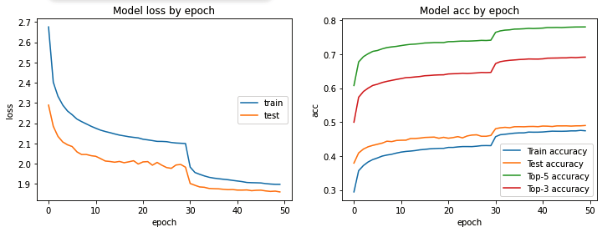 Model loss by epoch
2.7
2.6
2.5
2.4
2.3
2.2
2.1
2.0
1.9
loss
train
test
0
10
20
30
40
50
epoch
Model acc by epoch
0.8
0.7
0.6
0.5
0.4
0.3
acc
Train accuracy
Test accuracy
Top-5 accuracy
Top-3 accuracy
0
10
20
30
40
50
epoch